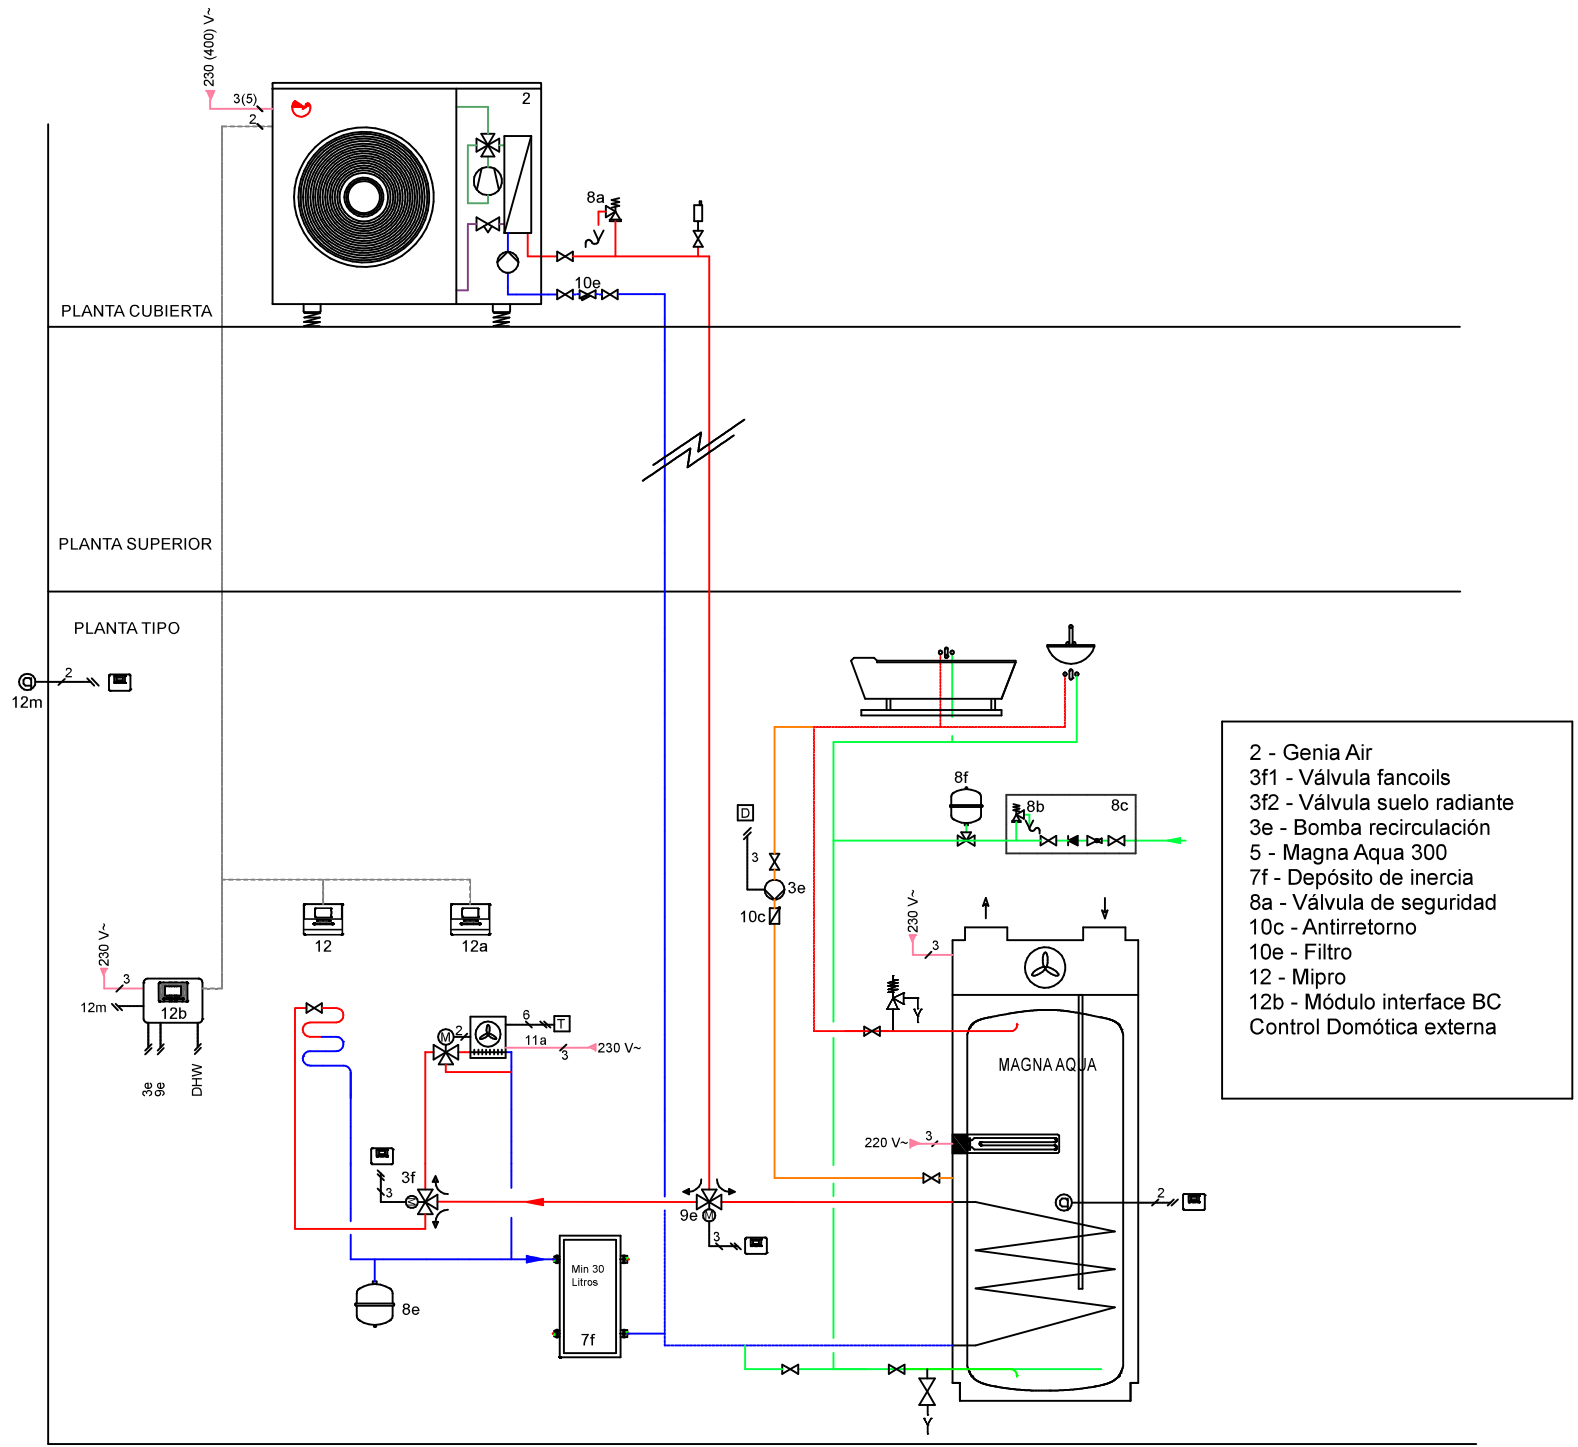 230 (400) V~
3(5)
2
2
8a
10e
PLANTA CUBIERTA
PLANTA SUPERIOR
PLANTA TIPO
2
12m
8f
8b
8c
D
3
3e
10c
2 - Genia Air
3f1 - Válvula fancoils
3f2 - Válvula suelo radiante
3e - Bomba recirculación
5 - Magna Aqua 300
7f - Depósito de inercia
8a - Válvula de seguridad
10c - Antirretorno
10e - Filtro
12 - Mipro
12b - Módulo interface BC
Control Domótica externa
12
12a
230 V~
3
12m
12b
3e
9e
DHW
230 V~
3
M
2
6
T
11a
3
230 V~
MAGNA AQUA
220 V~
3
3f
3
M
9e
M
3
2
Min 30
Litros
7f
8e